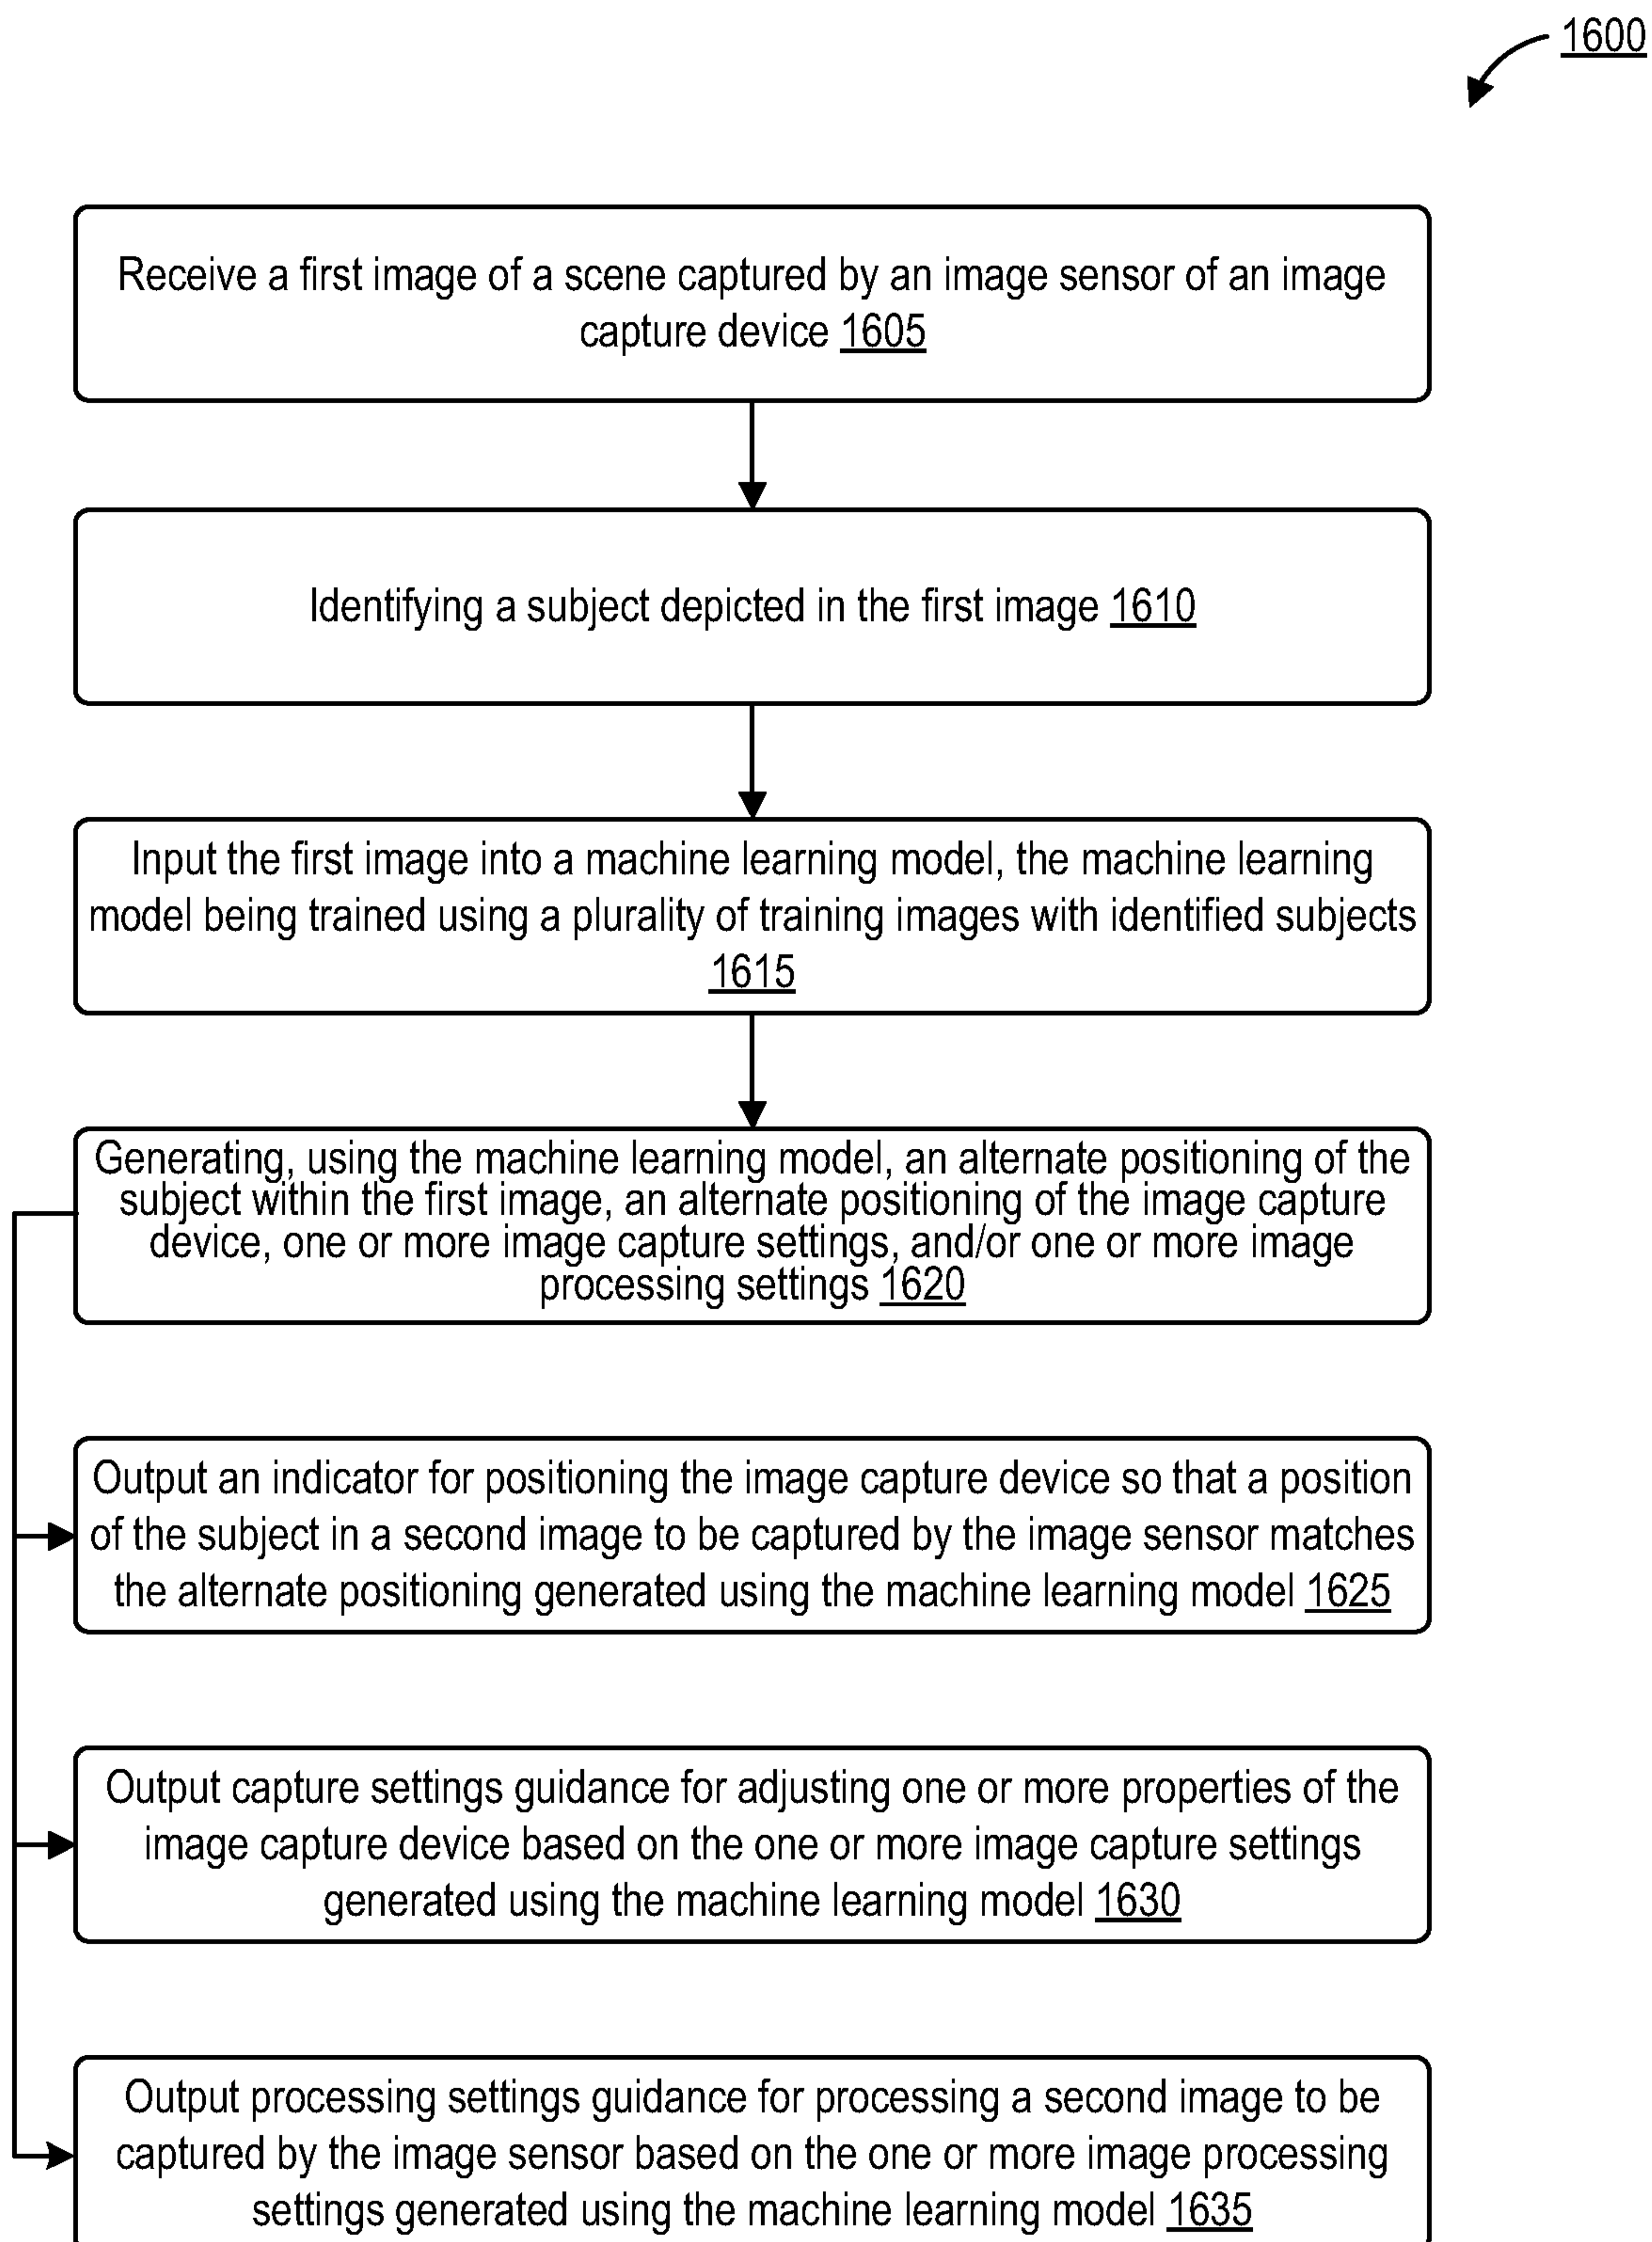 1600
Receive a first image of a scene captured by an image sensor of an image
capture device 1605
Identifying a subject depicted in the first image 1610
Input the first image into a machine learning model, the machine learning
model being trained using a plurality of training images with identified subjects
1615
Generating, using the machine learning model, an alternate positioning of the
subject within the first image, an alternate positioning of the image capture
device, one or more image capture settings, and/or one or more image
processing settings 1620
Output an indicator for positioning the image capture device so that a position
of the subject in a second image to be captured by the image sensor matches
the alternate positioning generated using the machine learning model 1625
Output capture settings guidance for adjusting one or more properties of the
image capture device based on the one or more image capture settings
generated using the machine learning model 1630
Output processing settings guidance for processing a second image to be
captured by the image sensor based on the one or more image processing
settings generated using the machine learning model 1635